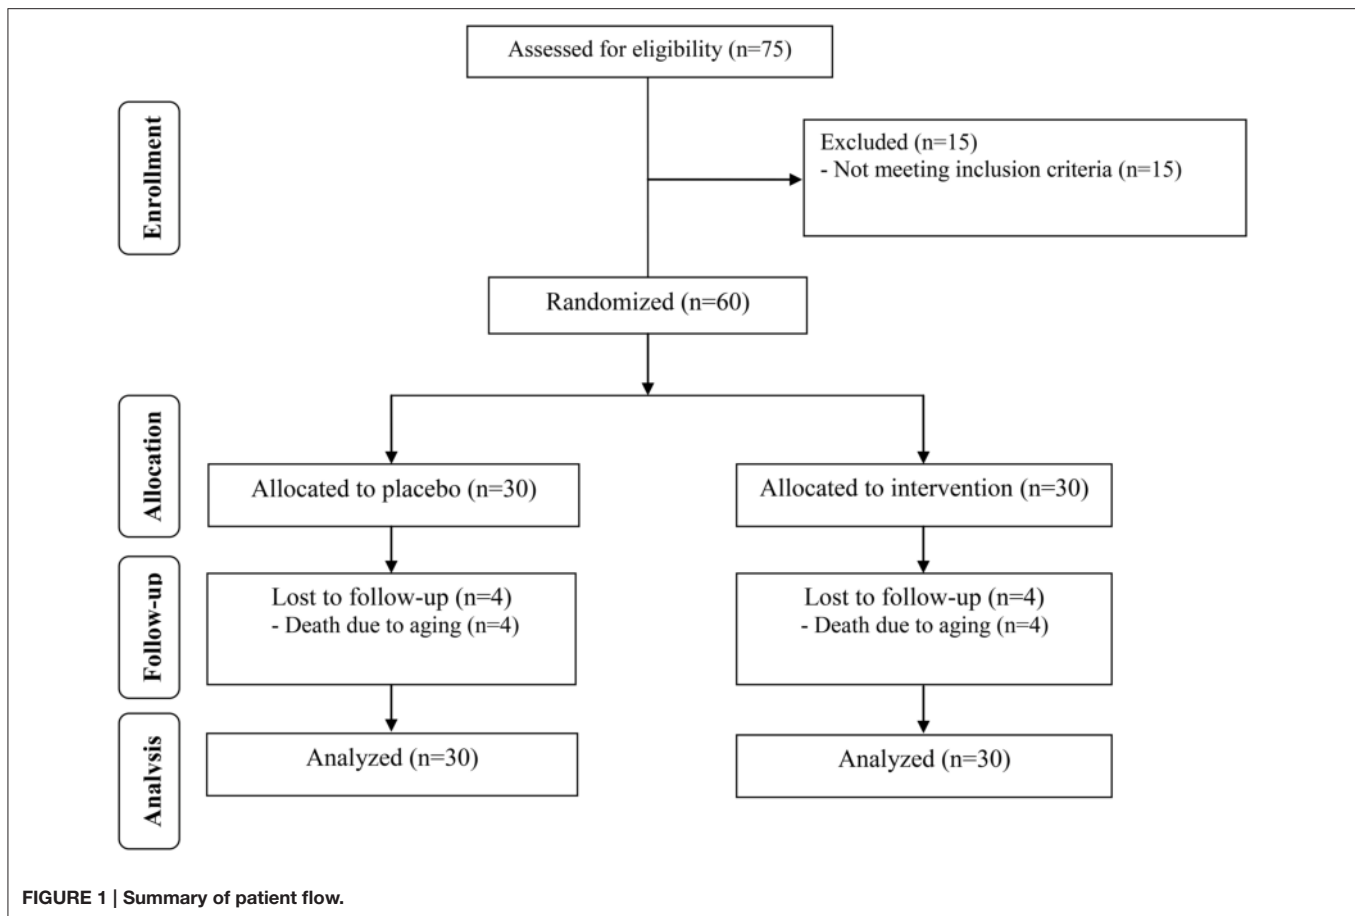 Assessed for eligibility (n=75)
Enrollment
Excluded (n=15)
- Not meeting inclusion criteria (n=15)
Randomized (n=60)
Allocation
Allocated to placebo (n=30)
Allocated to intervention (n=30)
Follow-up
Lost to follow-up (n=4)
- Death due to aging (n=4)
Lost to follow-up (n=4)
- Death due to aging (n=4)
Analysis
Analyzed (n=30)
Analyzed (n=30)
FIGURE 1 | Summary of patient flow.